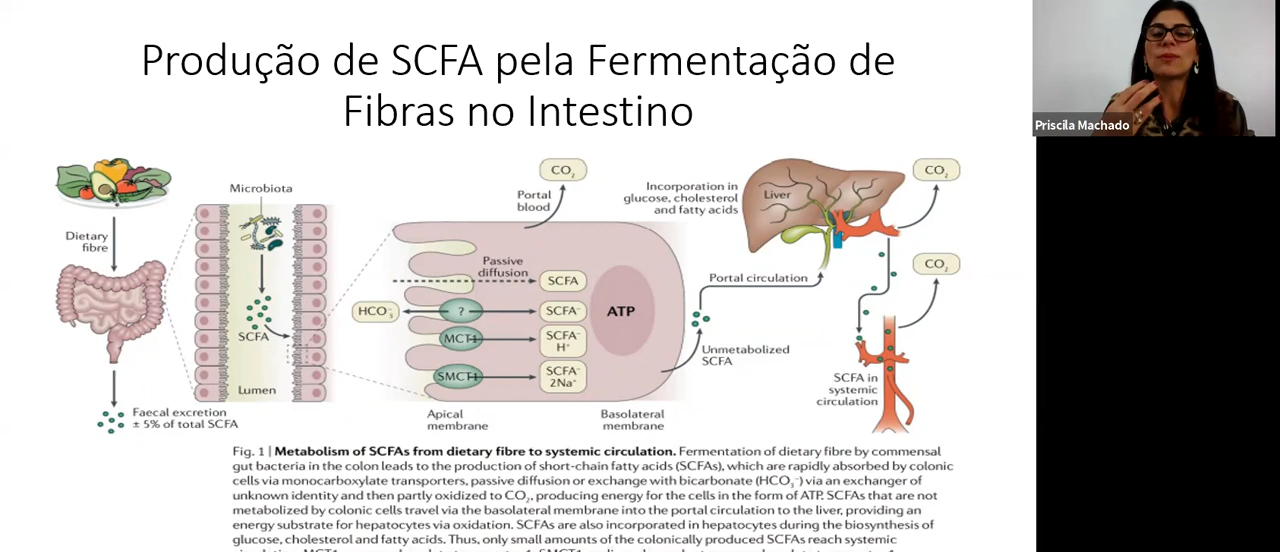 Produção de SCFA pela Fermentação de
Fibras no Intestino
Priscila Machado
Dietary
fibre
Faecal excretion
± 5% of total SCFA
Microbiota
SCFA
Lumen
CO₂
Portal
blood
Passive
diffusion
SCFA
HCO₃⁻
?
SCFA⁻
MCT1
SCFA⁻
H⁺
SMCT1
SCFA⁻
2Na⁺
ATP
Apical
membrane
Basolateral
membrane
Incorporation in
glucose, cholesterol
and fatty acids
Liver
Portal circulation
Unmetabolized
SCFA
CO₂
CO₂
SCFA in
systemic
circulation
Fig. 1 | Metabolism of SCFAs from dietary fibre to systemic circulation. Fermentation of dietary fibre by commensal
gut bacteria in the colon leads to the production of short-chain fatty acids (SCFAs), which are rapidly absorbed by colonic
cells via monocarboxylate transporters, passive diffusion or exchange with bicarbonate (HCO₃⁻) via an exchanger of
unknown identity and then partly oxidized to CO₂, producing energy for the cells in the form of ATP. SCFAs that are not
metabolized by colonic cells travel via the basolateral membrane into the portal circulation to the liver, providing an
energy substrate for hepatocytes via oxidation. SCFAs are also incorporated in hepatocytes during the biosynthesis of
glucose, cholesterol and fatty acids. Thus, only small amounts of the colonically produced SCFAs reach systemic